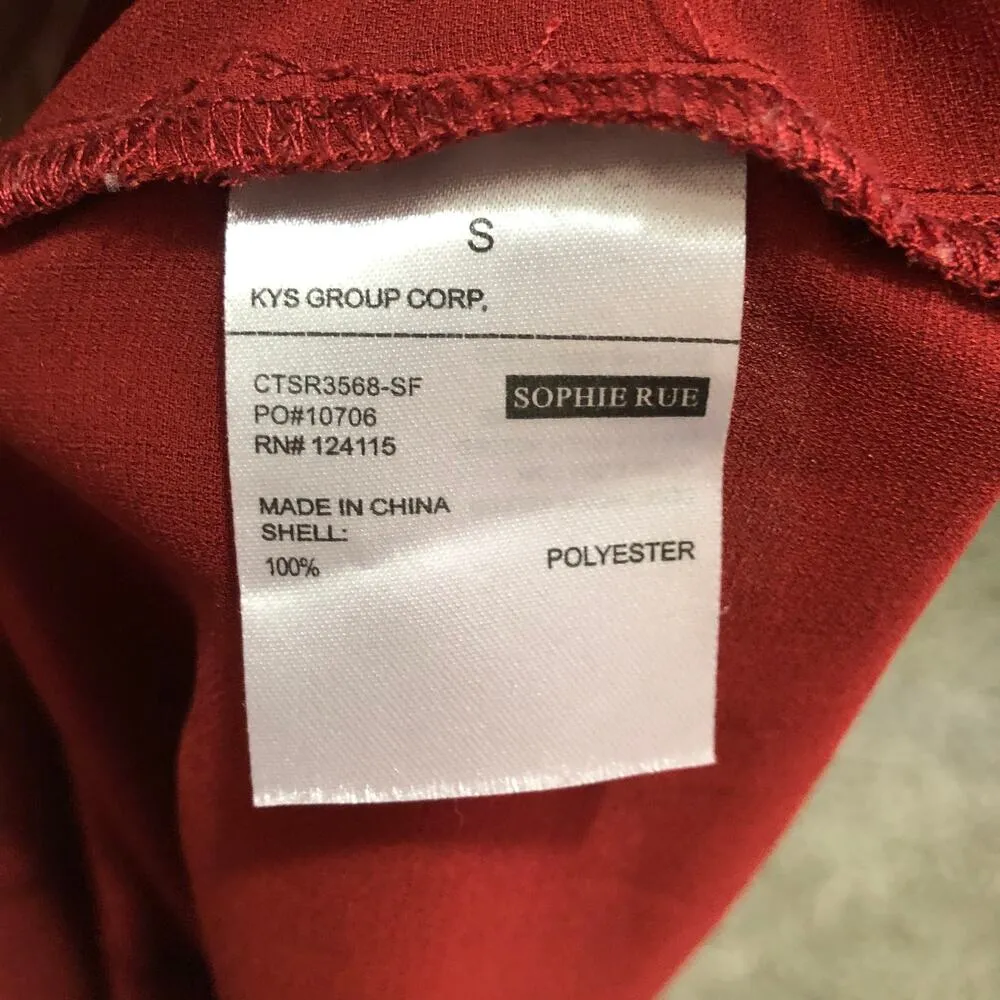 S
KYS GROUP CORP.
CTSR3568-SF
SOPHIE RUE
PO#10706
RN# 124115
MADE IN CHINA
SHELL:
100% POLYESTER